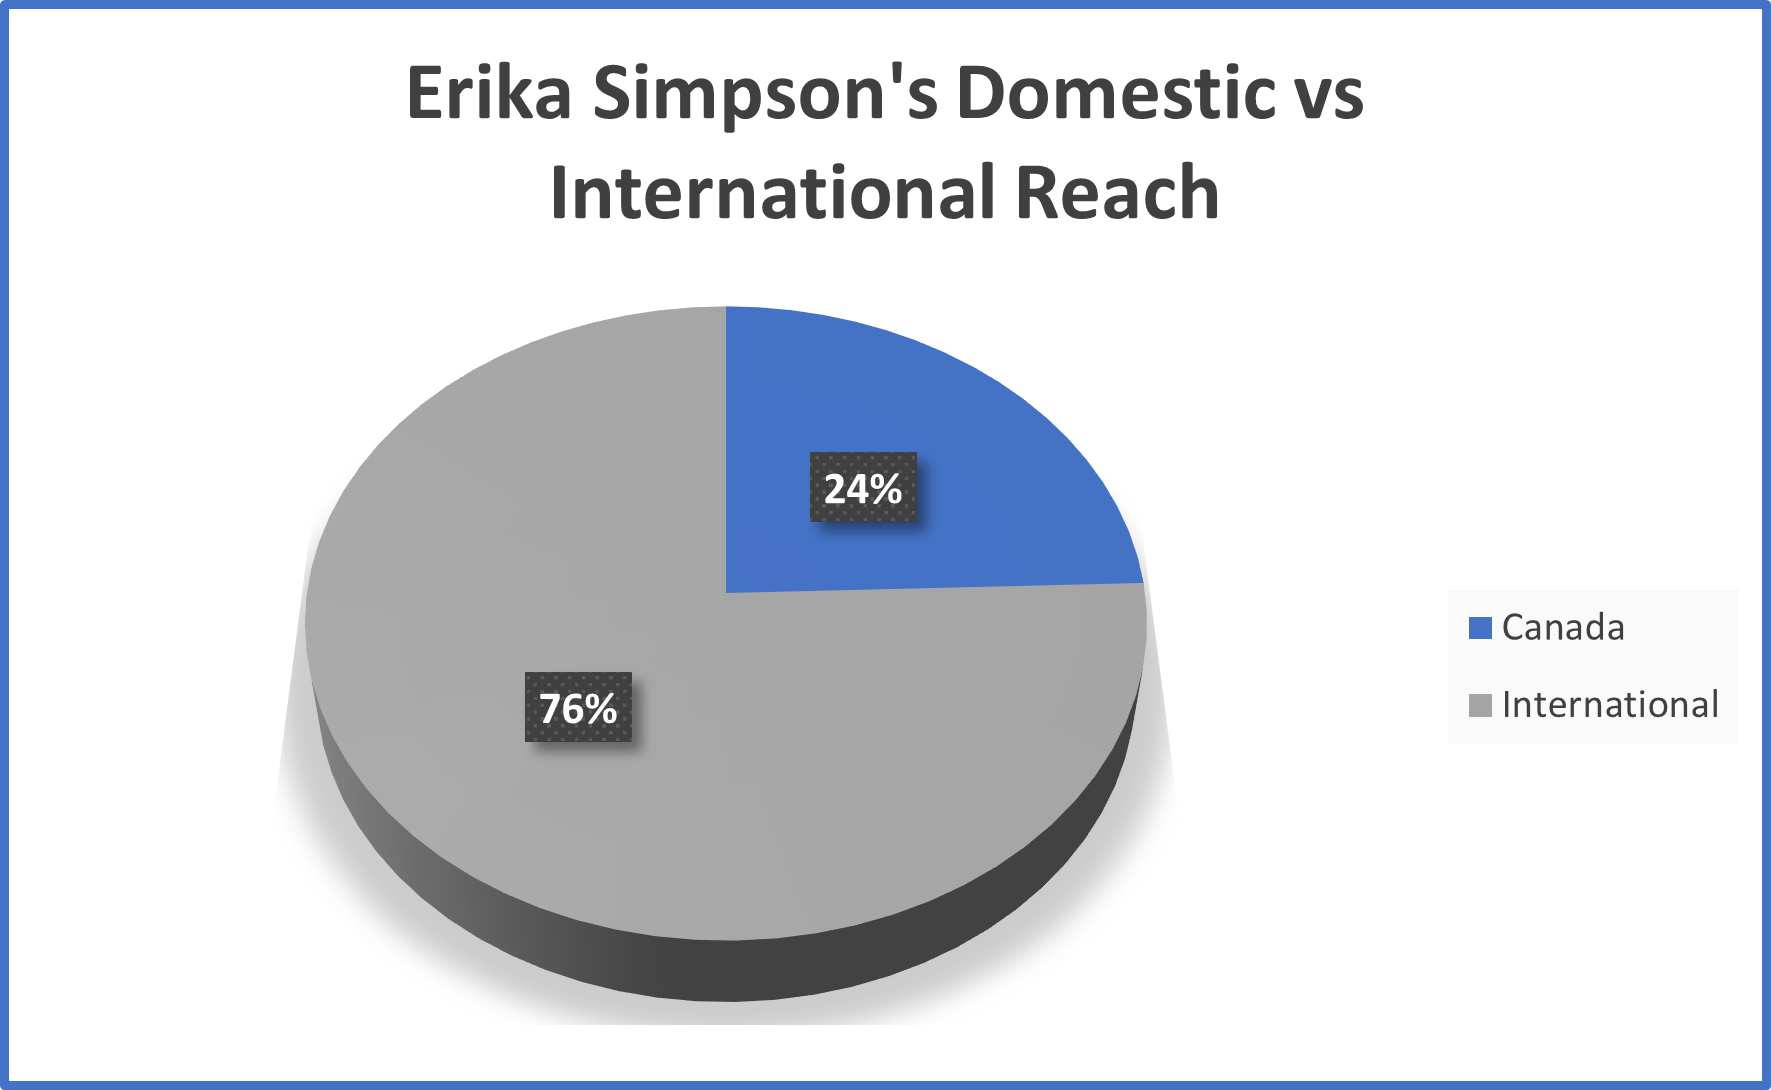 Erika Simpson's Domestic vs
International Reach
24%
76%
Canada
International